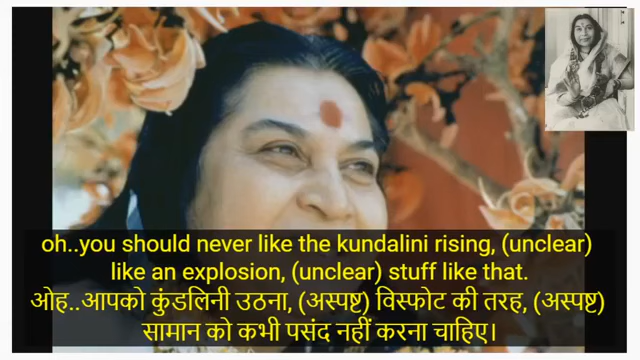 oh..you should never like the kundalini rising, (unclear)
like an explosion, (unclear) stuff like that.
ओह..आपको कुंडलिनी उठना, (अस्पष्ट) विस्फोट की तरह, (अस्पष्ट)
सामान को कभी पसंद नहीं करना चाहिए।